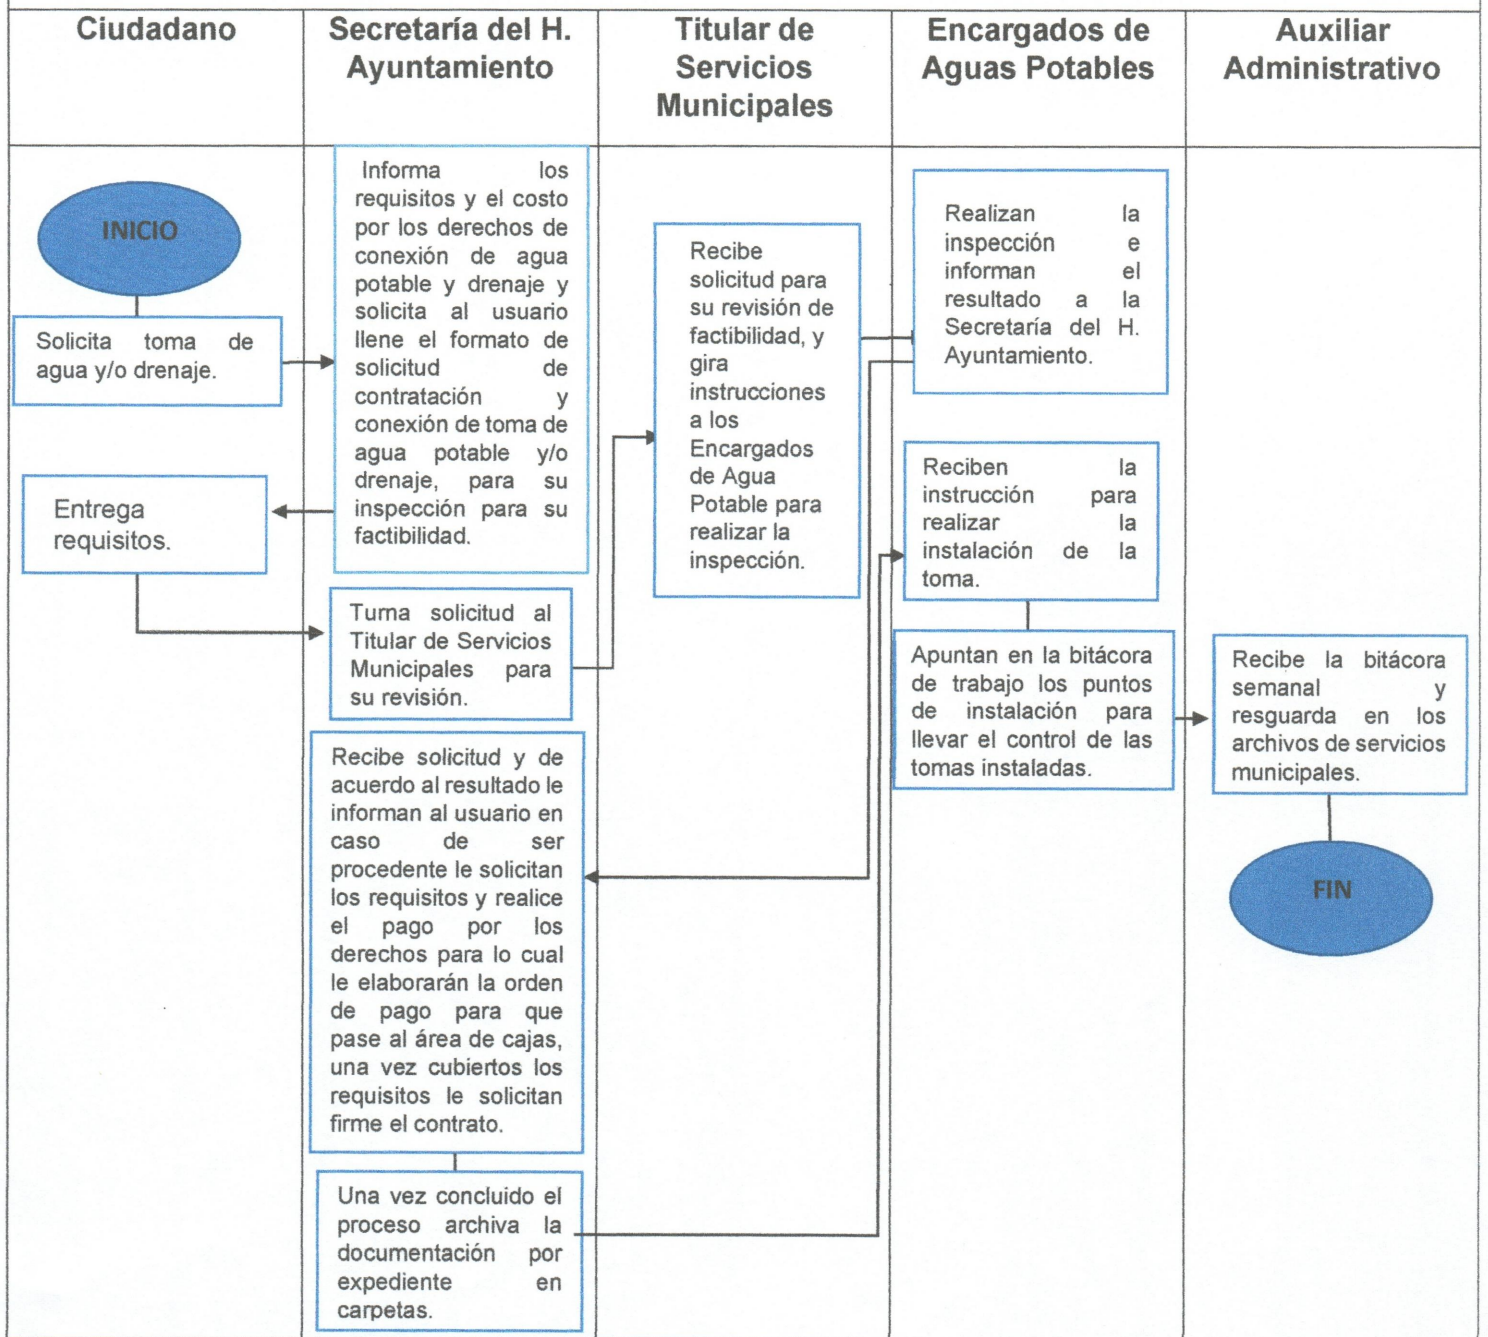 Ciudadano
Secretaría del H.
Ayuntamiento
Titular de
Servicios
Municipales
Encargados de
Aguas Potables
Auxiliar
Administrativo
INICIO
Solicita toma de
agua y/o drenaje.
Informa los
requisitos y el costo
por los derechos de
conexión de agua
potable y drenaje y
solicita al usuario
llene el formato de
solicitud de
contratación y
conexión de toma de
agua potable y/o
drenaje, para su
inspección para su
factibilidad.
Entrega
requisitos.
Turna solicitud al
Titular de Servicios
Municipales para
su revisión.
Recibe
solicitud para
su revisión de
factibilidad, y
gira
instrucciones
a los
Encargados
de Agua
Potable para
realizar la
inspección.
Realizan la
inspección e
informan el
resultado a la
Secretaría del H.
Ayuntamiento.
Recibe solicitud y de
acuerdo al resultado le
informan al usuario en
caso de ser
procedente le solicitan
los requisitos y realice
el pago por los
derechos para lo cual
le elaborarán la orden
de pago para que
pase al área de cajas,
una vez cubiertos los
requisitos le solicitan
firme el contrato.
Una vez concluido el
proceso archiva la
documentación por
expediente en
carpetas.
Reciben la
instrucción para
realizar la
instalación de la
toma.
Apuntan en la bitácora
de trabajo los puntos
de instalación para
llevar el control de las
tomas instaladas.
Recibe la bitácora
semanal y
resguarda en los
archivos de servicios
municipales.
FIN